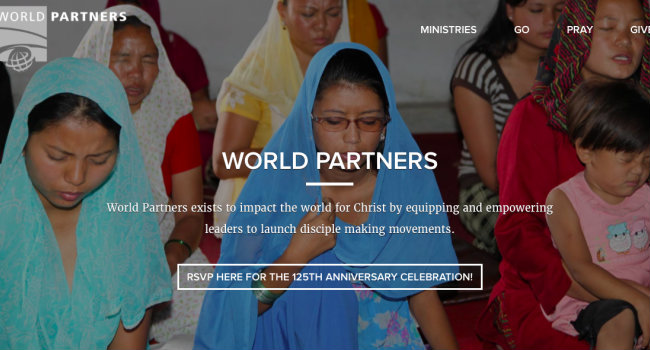 WORLD PARTNERS
MINISTRIES GO PRAY GIVE
WORLD PARTNERS
World Partners exists to impact the world for Christ by equipping and empowering
leaders to launch disciple making movements.
RSVP HERE FOR THE 125TH ANNIVERSARY CELEBRATION!